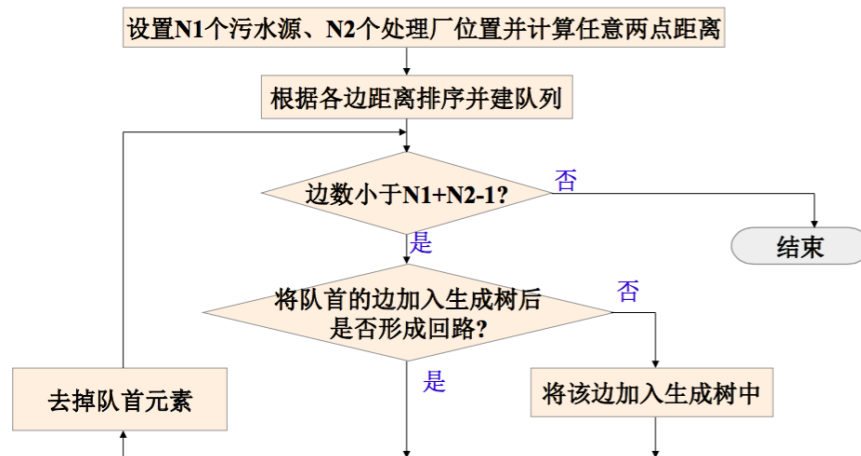 设置N1个污水源、N2个处理厂位置并计算任意两点距离
根据各边距离排序并建队列
边数小于N1+N2-1?
否
结束
是
将队首的边加入生成树后
是否形成回路?
否
是
去掉队首元素
将该边加入生成树中